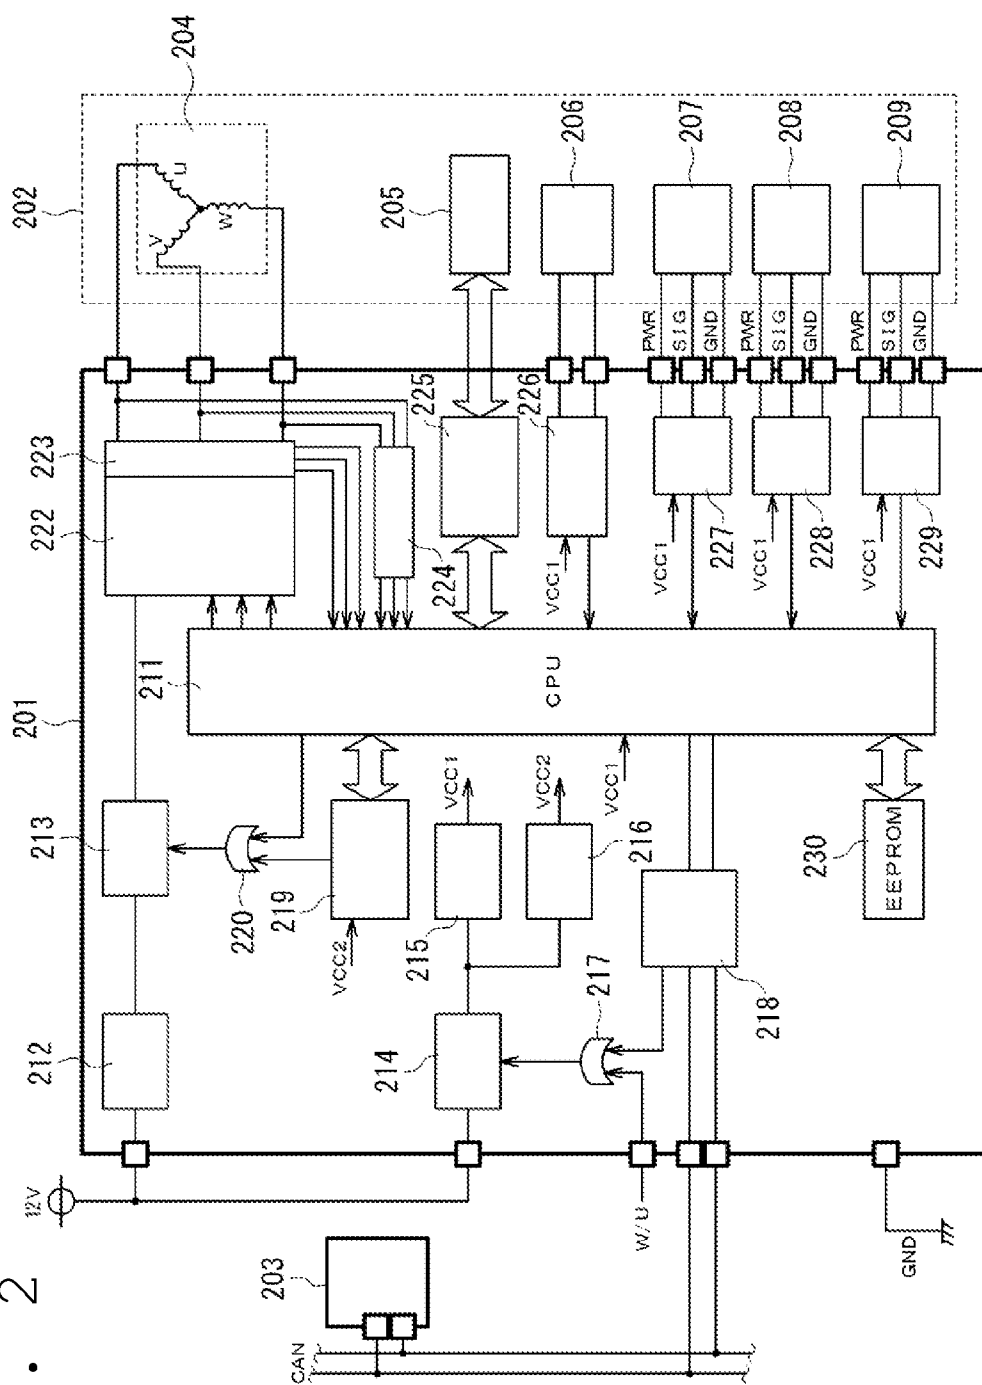 . 2
202
204
U
V
W
205
206
207
208
209
PWR
SIG
GND
PWR
SIG
GND
PWR
SIG
GND
201
223
222
224
225
226
227
228
229
VCC1
VCC1
VCC1
VCC1
211
CPU
213
220
219
VCC2
VCC1
VCC2
215
216
VCC1
230
EEPROM
212
214
217
218
12V
203
W/U
GND
CAN